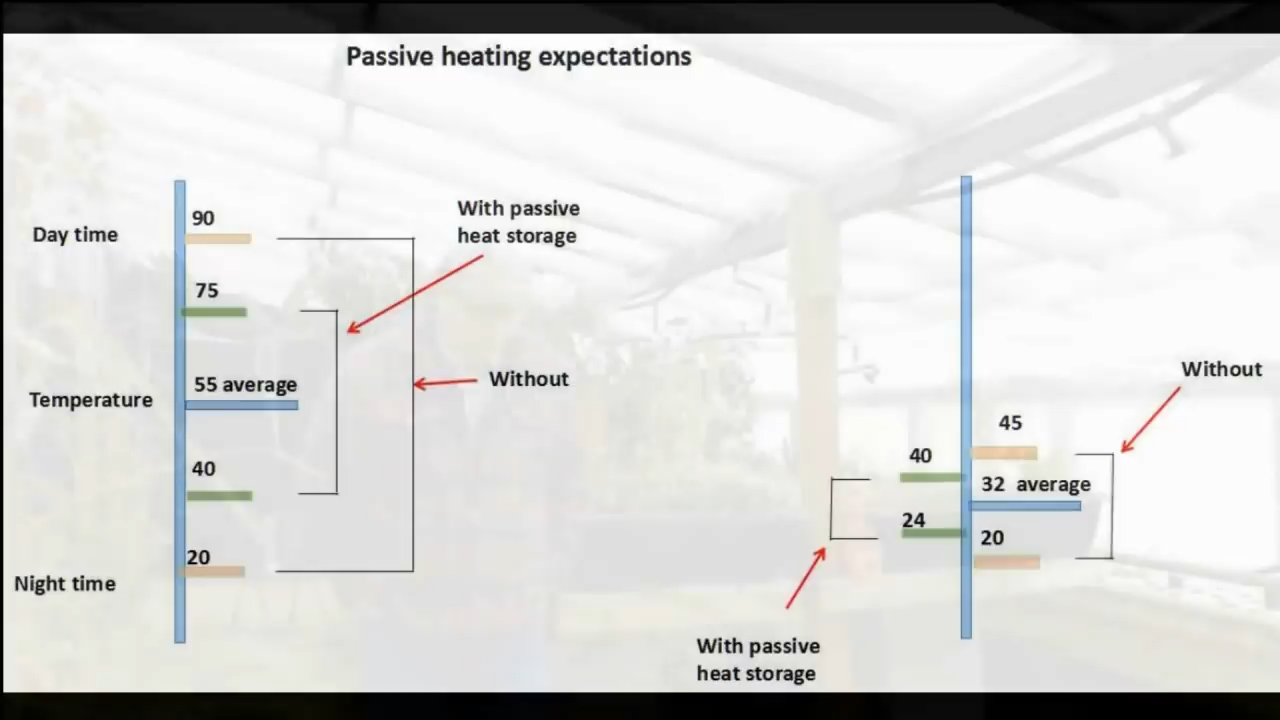 Passive heating expectations
90
Day time
With passive
heat storage
75
55 average
Temperature
Without
40
20
Night time
Without
45
40
32 average
24
20
With passive
heat storage